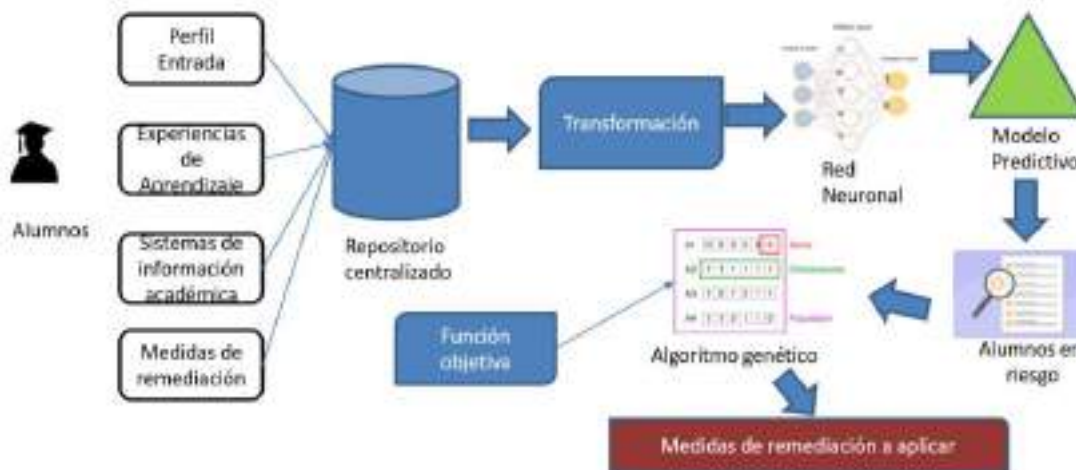 Perfil
Entrada
Experiencias
de
Aprendizaje
Alumnos
Sistemas de
información
académica
Medidas de
remediación
Repositorio
centralizado
Transformación
Red
Neuronal
Modelo
Predictivo
Alumnos en
riesgo
Función
objetivo
Algoritmo genético
Medidas de remediación a aplicar